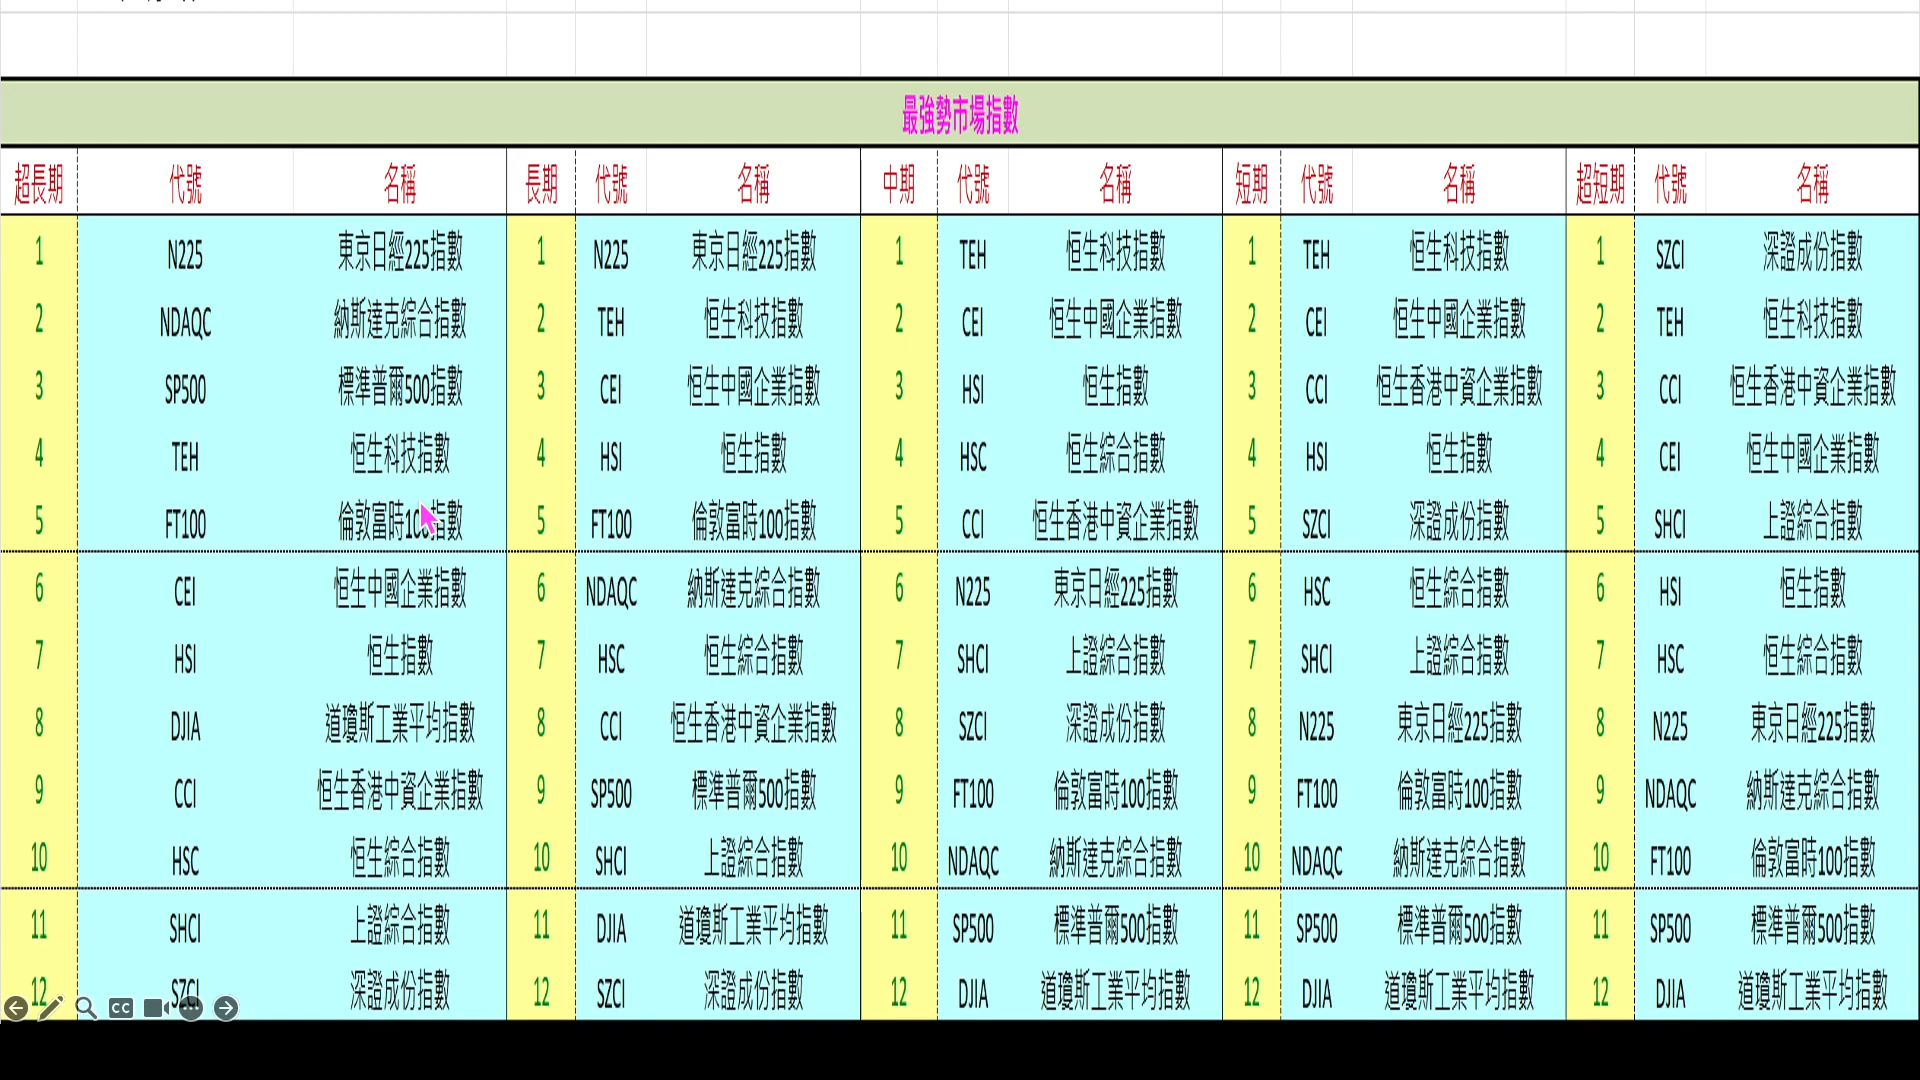 最強勢市場指數
超長期 代號 名稱 長期 代號 名稱 中期 代號 名稱 短期 代號 名稱 超短期 代號 名稱
1 N225 東京日經225指數 1 N225 東京日經225指數 1 TEH 恒生科技指數 1 TEH 恒生科技指數 1 SZCI 深證成份指數
2 NDAQC 納斯達克綜合指數 2 TEH 恒生科技指數 2 CEI 恒生中國企業指數 2 CEI 恒生中國企業指數 2 TEH 恒生科技指數
3 SP500 標準普爾500指數 3 CEI 恒生中國企業指數 3 HSI 恒生指數 3 CCI 恒生香港中資企業指數 3 CCI 恒生香港中資企業指數
4 TEH 恒生科技指數 4 HSI 恒生指數 4 HSC 恒生綜合指數 4 HSI 恒生指數 4 CEI 恒生中國企業指數
5 FT100 倫敦富時100指數 5 FT100 倫敦富時100指數 5 CCI 恒生香港中資企業指數 5 SZCI 深證成份指數 5 SHCI 上證綜合指數
6 CEI 恒生中國企業指數 6 NDAQC 納斯達克綜合指數 6 N225 東京日經225指數 6 HSC 恒生綜合指數 6 HSI 恒生指數
7 HSI 恒生指數 7 HSC 恒生綜合指數 7 SHCI 上證綜合指數 7 SHCI 上證綜合指數 7 HSC 恒生綜合指數
8 DJIA 道瓊斯工業平均指數 8 CCI 恒生香港中資企業指數 8 SZCI 深證成份指數 8 N225 東京日經225指數 8 N225 東京日經225指數
9 CCI 恒生香港中資企業指數 9 SP500 標準普爾500指數 9 FT100 倫敦富時100指數 9 FT100 倫敦富時100指數 9 NDAQC 納斯達克綜合指數
10 HSC 恒生綜合指數 10 SHCI 上證綜合指數 10 NDAQC 納斯達克綜合指數 10 NDAQC 納斯達克綜合指數 10 FT100 倫敦富時100指數
11 SHCI 上證綜合指數 11 DJIA 道瓊斯工業平均指數 11 SP500 標準普爾500指數 11 SP500 標準普爾500指數 11 SP500 標準普爾500指數
12 SZCI 深證成份指數 12 SZCI 深證成份指數 12 DJIA 道瓊斯工業平均指數 12 DJIA 道瓊斯工業平均指數 12 DJIA 道瓊斯工業平均指數
CC